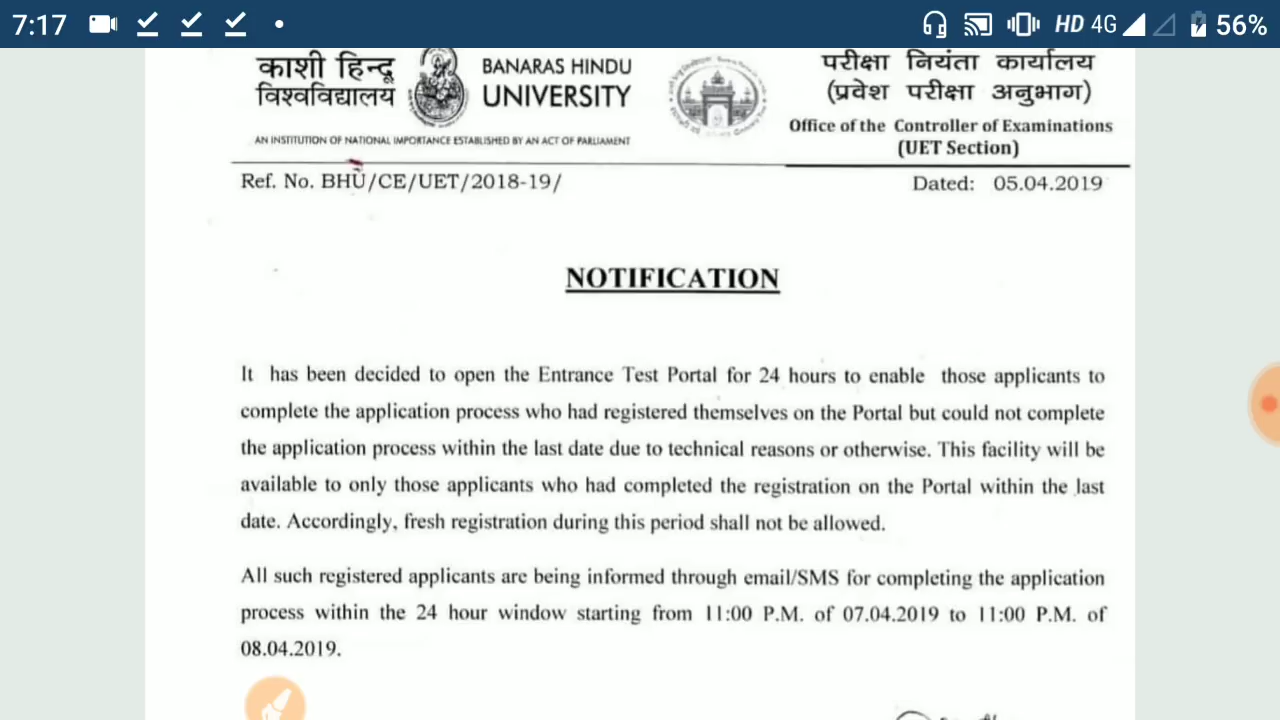 7:17 HD 4G 56%
काशी हिन्दू
विश्वविद्यालय
BANARAS HINDU
UNIVERSITY
AN INSTITUTION OF NATIONAL IMPORTANCE ESTABLISHED BY AN ACT OF PARLIAMENT
परीक्षा नियंता कार्यालय
(प्रवेश परीक्षा अनुभाग)
Office of the Controller of Examinations
(UET Section)
Ref. No. BHU/CE/UET/2018-19/
Dated: 05.04.2019
NOTIFICATION
It has been decided to open the Entrance Test Portal for 24 hours to enable those applicants to
complete the application process who had registered themselves on the Portal but could not complete
the application process within the last date due to technical reasons or otherwise. This facility will be
available to only those applicants who had completed the registration on the Portal within the last
date. Accordingly, fresh registration during this period shall not be allowed.
All such registered applicants are being informed through email/SMS for completing the application
process within the 24 hour window starting from 11:00 P.M. of 07.04.2019 to 11:00 P.M. of
08.04.2019.